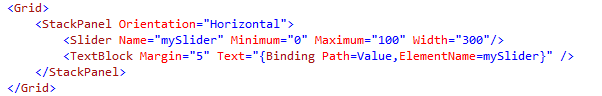 <Grid>
<StackPanel Orientation="Horizontal">
<Slider Name="mySlider" Minimum="0" Maximum="100" Width="300"/>
<TextBlock Margin="5" Text="{Binding Path=Value,ElementName=mySlider}" />
</StackPanel>
</Grid>